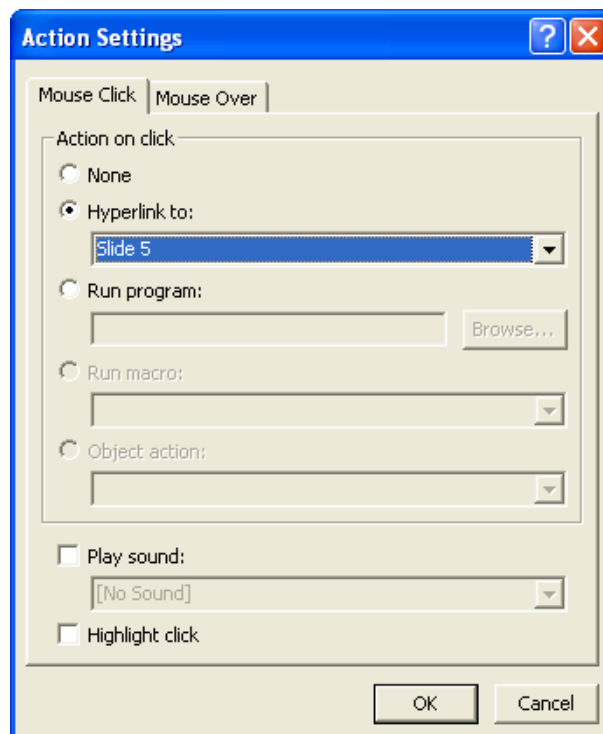 Action Settings
Mouse Click Mouse Over
Action on click
None
Hyperlink to:
Slide 5
Run program:
Browse...
Run macro:
Object action:
Play sound:
[No Sound]
Highlight click
OK Cancel